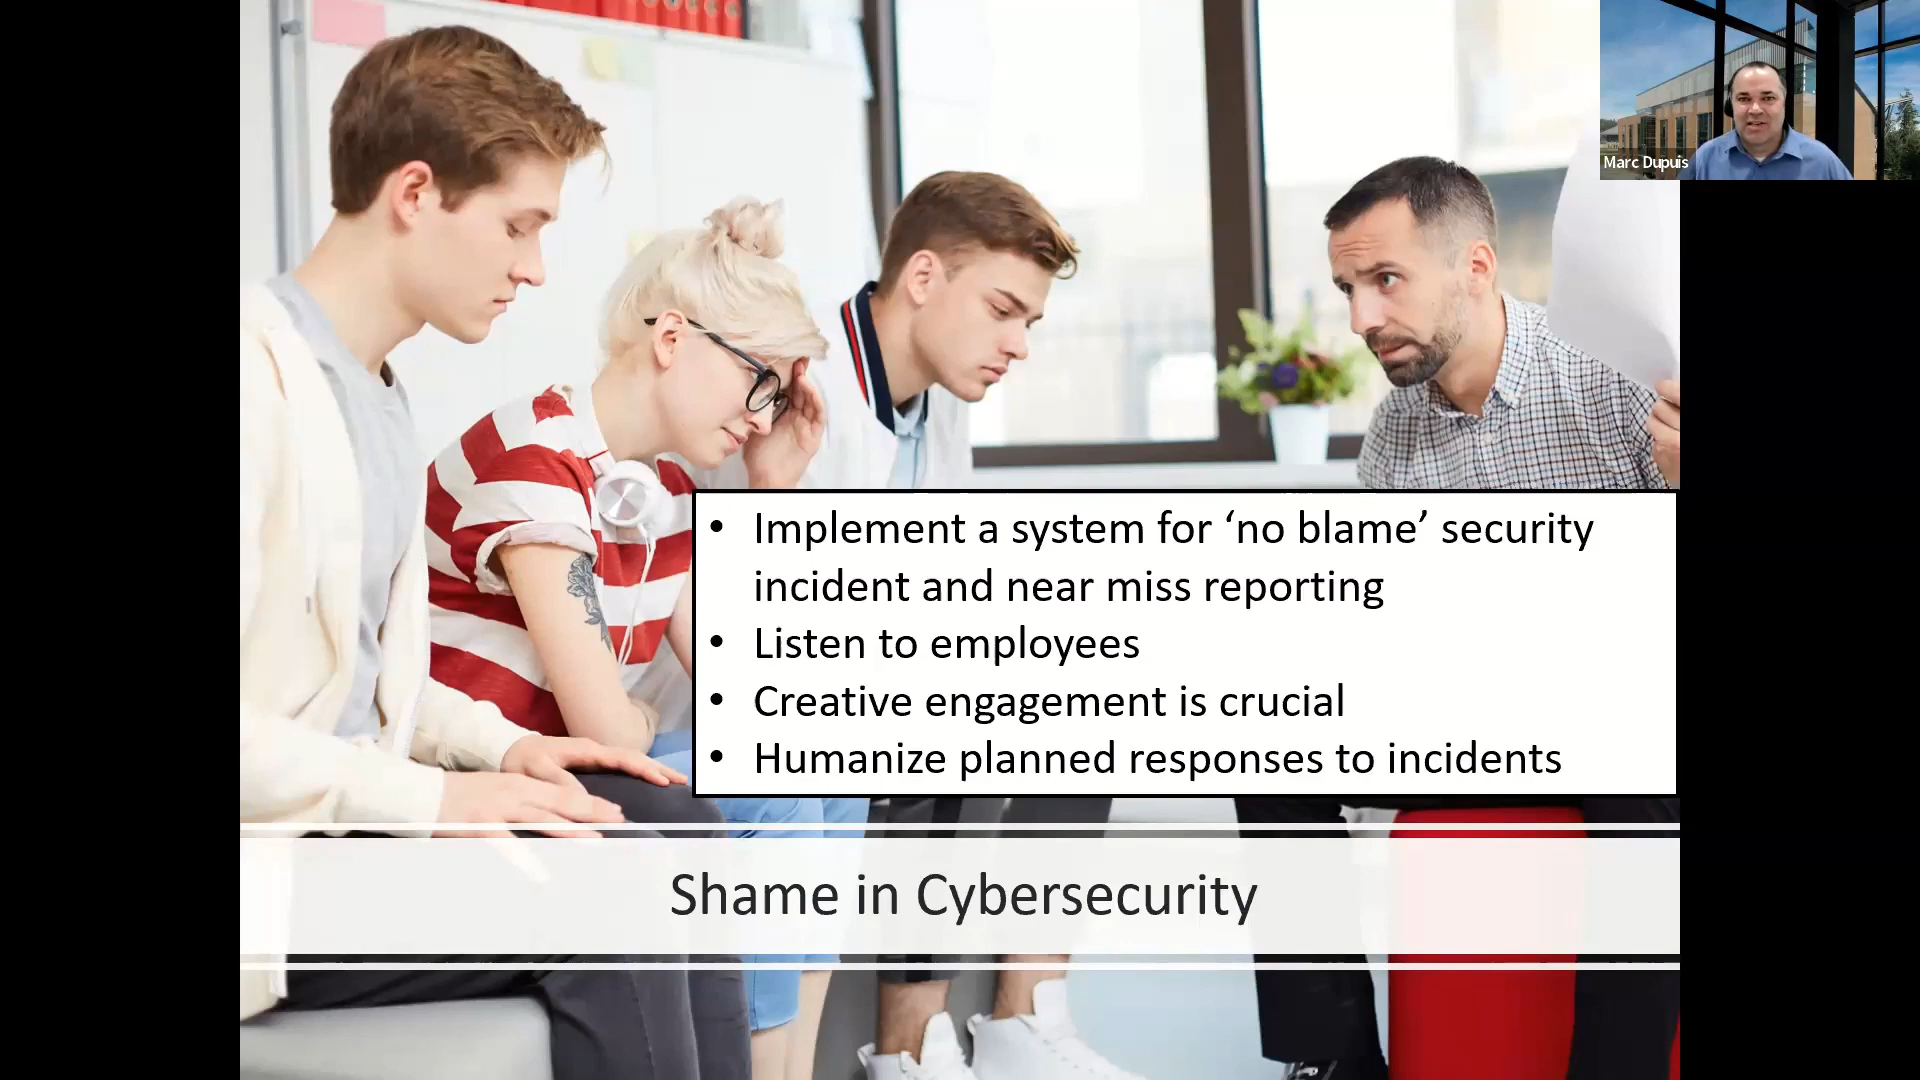 Marc Dupuis
• Implement a system for ‘no blame’ security
incident and near miss reporting
• Listen to employees
• Creative engagement is crucial
• Humanize planned responses to incidents
Shame in Cybersecurity